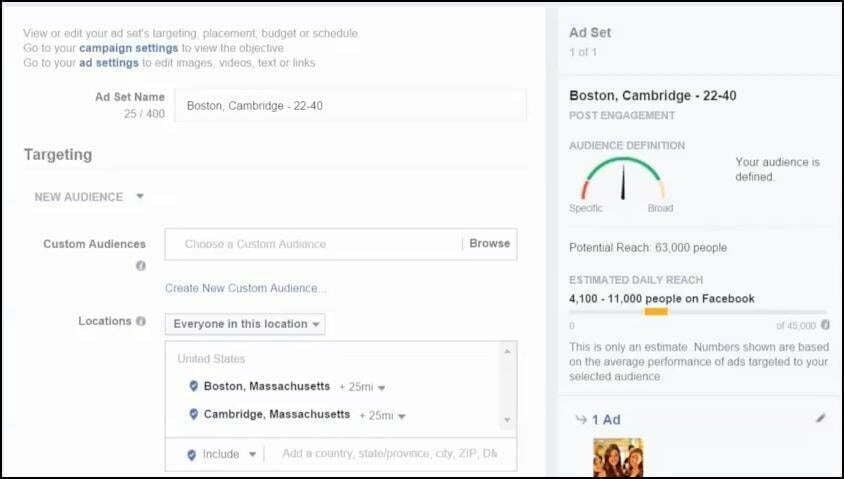 View or edit your ad set's targeting, placement, budget or schedule
Go to your campaign settings to view the objective
Go to your ad settings to edit images, videos, text or links
Ad Set Name
25 / 400
Boston, Cambridge - 22-40
Targeting
NEW AUDIENCE
Custom Audiences
Choose a Custom Audience
Browse
Create New Custom Audience...
Locations
Everyone in this location
United States
Boston, Massachusetts + 25mi
Cambridge, Massachusetts + 25mi
Include
Add a country, state/province, city, ZIP, D&
Ad Set
1 of 1
Boston, Cambridge - 22-40
POST ENGAGEMENT
AUDIENCE DEFINITION
Your audience is
defined.
Specific
Broad
Potential Reach: 63,000 people
ESTIMATED DAILY REACH
4,100 - 11,000 people on Facebook
0
of 45,000
This is only an estimate. Numbers shown are based
on the average performance of ads targeted to your
selected audience
1 Ad